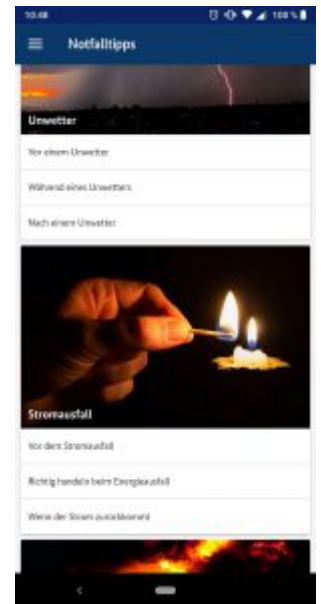 10:48 100 %
Notfalltipps
Unwetter
Vor einem Unwetter
Während eines Unwetters
Nach einem Unwetter
Stromausfall
Vor dem Stromausfall
Richtig handeln beim Energieausfall
Wenn der Strom zurückkommt